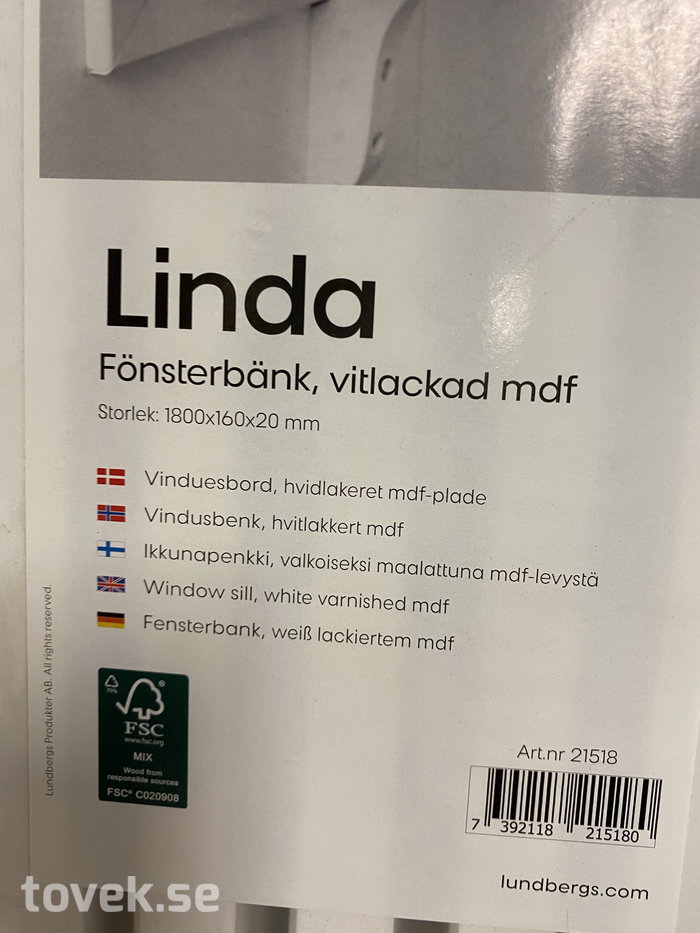 Linda
Fönsterbänk, vitlackad mdf
Storlek: 1800x160x20 mm
Vinduesbord, hvidlakeret mdf-plade
Vindusbenk, hvitlakkert mdf
Ikkunapenkki, valkoiseksi maalattuna mdf-levystä
Window sill, white varnished mdf
Fensterbank, weiß lackiertem mdf
Lundbergs Produkter AB. All rights reserved.
70%
®
FSC
www.fsc.org
MIX
Wood from
responsible sources
FSC® C020908
Art.nr 21518
7 392118 215180
lundbergs.com
tovek.se